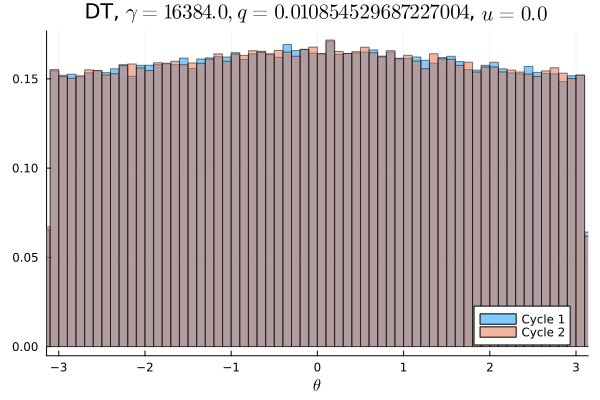 DT, γ = 16384.0, q = 0.010854529687227004, u = 0.0
0.15
0.10
0.05
0.00
−3 −2 −1 0 1 2 3
θ
Cycle 1
Cycle 2